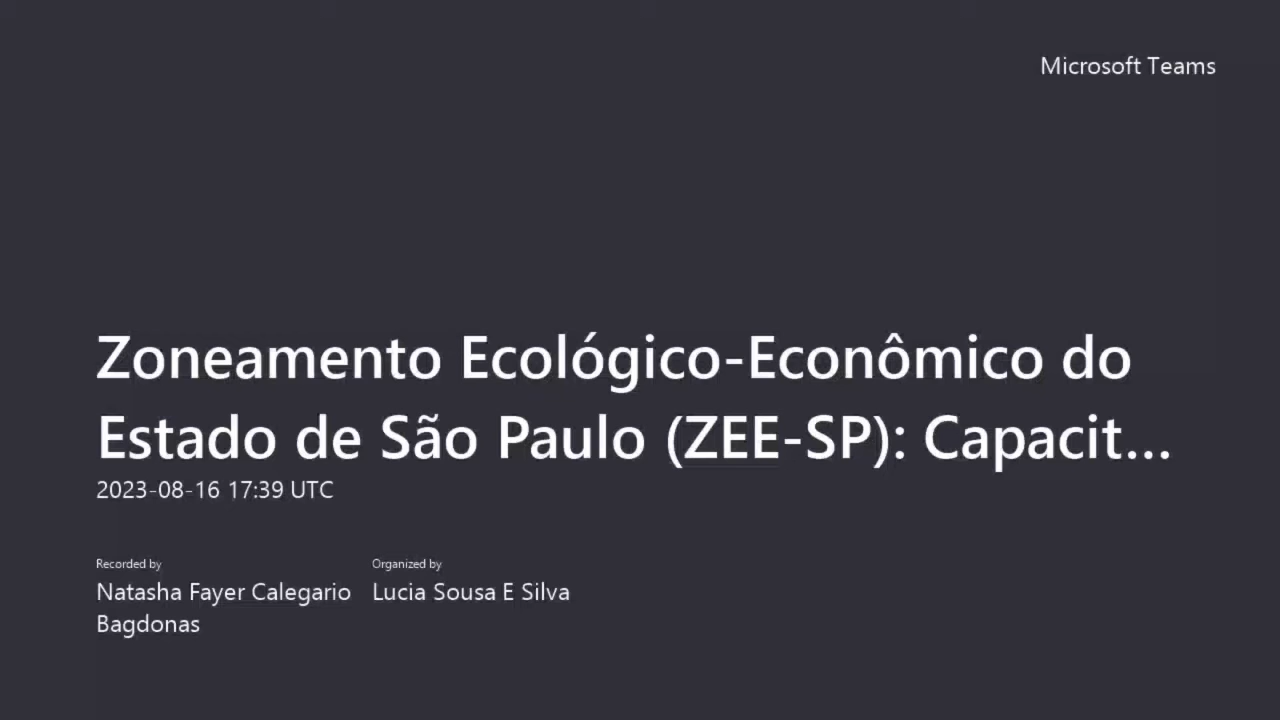 Microsoft Teams
Zoneamento Ecológico-Econômico do
Estado de São Paulo (ZEE-SP): Capacit...
2023-08-16 17:39 UTC
Recorded by
Natasha Fayer Calegario
Bagdonas
Organized by
Lucia Sousa E Silva